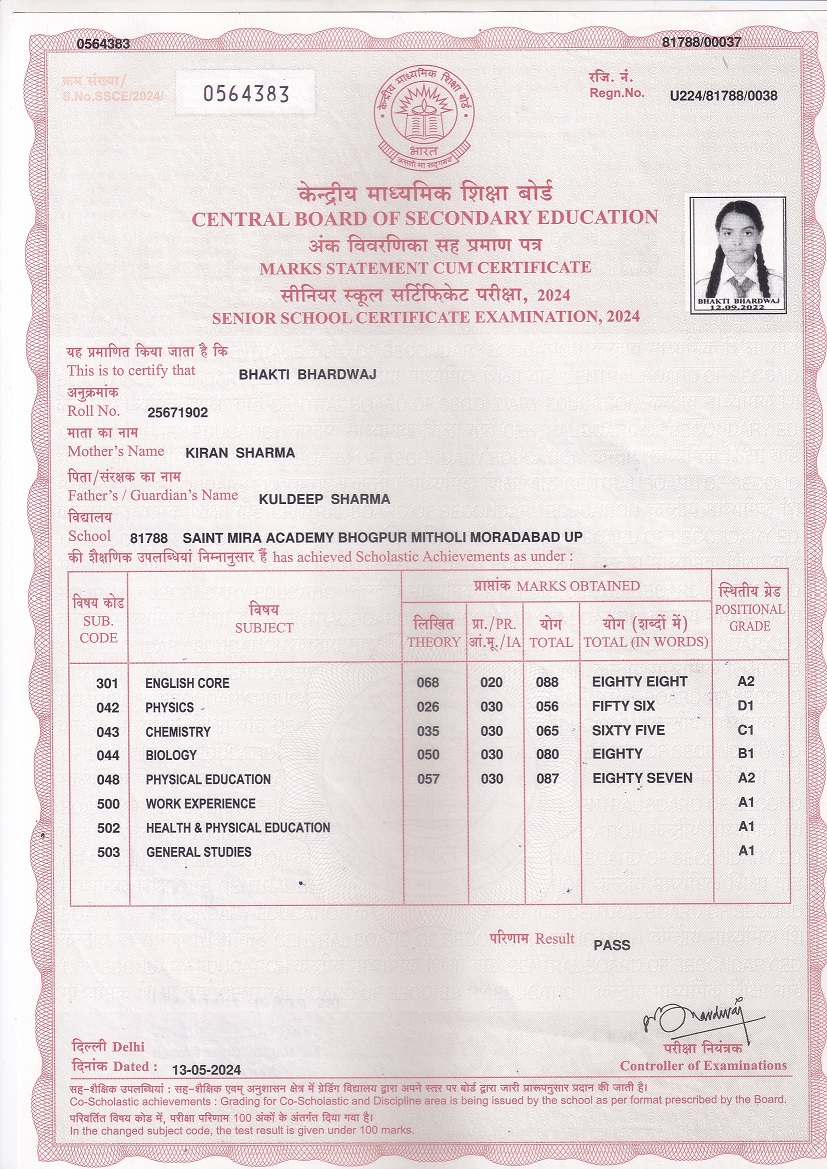 0564383 81788/00037
क्रम संख्या/ रजि. नं.
S.No.SSCE/2024/ 0564383 Regn.No. U224/81788/0038
केन्द्रीय माध्यमिक शिक्षा बोर्ड
भारत
असतो मा सद्गमय
केन्द्रीय माध्यमिक शिक्षा बोर्ड
CENTRAL BOARD OF SECONDARY EDUCATION
अंक विवरणिका सह प्रमाण पत्र
MARKS STATEMENT CUM CERTIFICATE
सीनियर स्कूल सर्टिफिकेट परीक्षा, 2024
SENIOR SCHOOL CERTIFICATE EXAMINATION, 2024
BHAKTI BHARDWAJ
12.09.2022
यह प्रमाणित किया जाता है कि
This is to certify that BHAKTI BHARDWAJ
अनुक्रमांक
Roll No. 25671902
माता का नाम
Mother's Name KIRAN SHARMA
पिता/संरक्षक का नाम
Father's / Guardian's Name KULDEEP SHARMA
विद्यालय
School 81788 SAINT MIRA ACADEMY BHOGPUR MITHOLI MORADABAD UP
की शैक्षणिक उपलब्धियां निम्नानुसार हैं has achieved Scholastic Achievements as under :
विषय कोड विषय प्राप्तांक MARKS OBTAINED स्थितीय ग्रेड
SUB. CODE SUBJECT लिखित प्रा./PR. योग योग (शब्दों में) POSITIONAL GRADE
THEORY आं.मू./IA TOTAL TOTAL (IN WORDS)
301 ENGLISH CORE 068 020 088 EIGHTY EIGHT A2
042 PHYSICS 026 030 056 FIFTY SIX D1
043 CHEMISTRY 035 030 065 SIXTY FIVE C1
044 BIOLOGY 050 030 080 EIGHTY B1
048 PHYSICAL EDUCATION 057 030 087 EIGHTY SEVEN A2
500 WORK EXPERIENCE A1
502 HEALTH & PHYSICAL EDUCATION A1
503 GENERAL STUDIES A1
परिणाम Result PASS
दिल्ली Delhi परीक्षा नियंत्रक
दिनांक Dated : 13-05-2024 Controller of Examinations
सह-शैक्षिक उपलब्धियां : सह-शैक्षिक एवम् अनुशासन क्षेत्र में ग्रेडिंग विद्यालय द्वारा अपने स्तर पर बोर्ड द्वारा जारी प्रारूपनुसार प्रदान की जाती है।
Co-Scholastic achievements : Grading for Co-Scholastic and Discipline area is being issued by the school as per format prescribed by the Board.
परिवर्तित विषय कोड में, परीक्षा परिणाम 100 अंकों के अंतर्गत दिया गया है।
In the changed subject code, the test result is given under 100 marks.